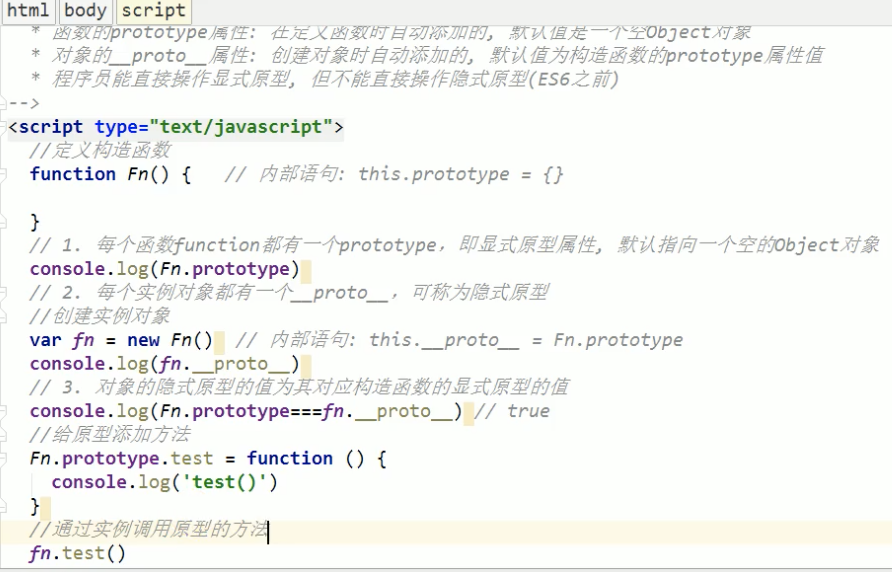 html body script
* 函数的prototype属性: 在定义函数时自动添加的, 默认值是一个空Object对象
* 对象的__proto__属性: 创建对象时自动添加的, 默认值为构造函数的prototype属性值
* 程序员能直接操作显式原型, 但不能直接操作隐式原型(ES6之前)
-->
<script type="text/javascript">
//定义构造函数
function Fn() {   // 内部语句: this.prototype = {}
}
// 1. 每个函数function都有一个prototype，即显式原型属性, 默认指向一个空的Object对象
console.log(Fn.prototype)
// 2. 每个实例对象都有一个__proto__，可称为隐式原型
//创建实例对象
var fn = new Fn()  // 内部语句: this.__proto__ = Fn.prototype
console.log(fn.__proto__)
// 3. 对象的隐式原型的值为其对应构造函数的显式原型的值
console.log(Fn.prototype===fn.__proto__) // true
//给原型添加方法
Fn.prototype.test = function () {
console.log('test()')
}
//通过实例调用原型的方法
fn.test()